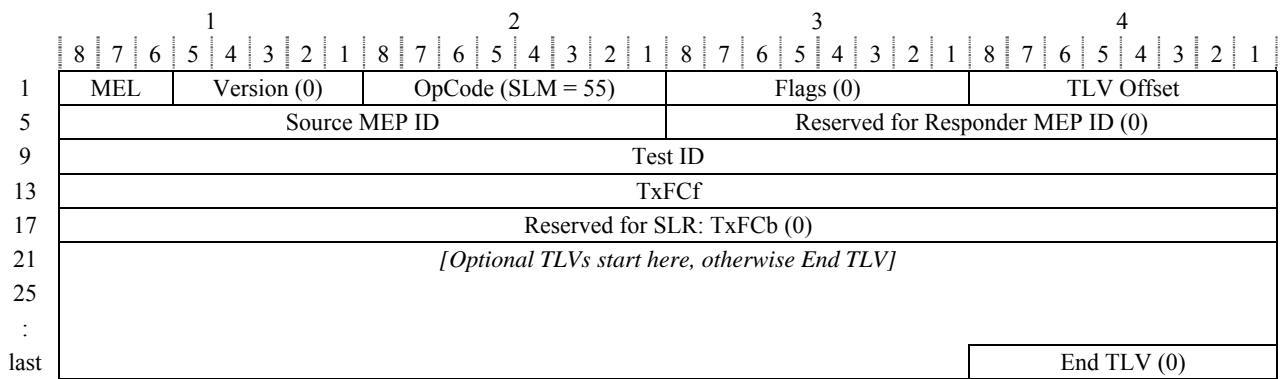 1 2 3 4
8 7 6 5 4 3 2 1 8 7 6 5 4 3 2 1 8 7 6 5 4 3 2 1 8 7 6 5 4 3 2 1
1 MEL Version (0) OpCode (SLM = 55) Flags (0) TLV Offset
5 Source MEP ID Reserved for Responder MEP ID (0)
9 Test ID
13 TxFCf
17 Reserved for SLR: TxFCb (0)
21 [Optional TLVs start here, otherwise End TLV]
25
:
last End TLV (0)